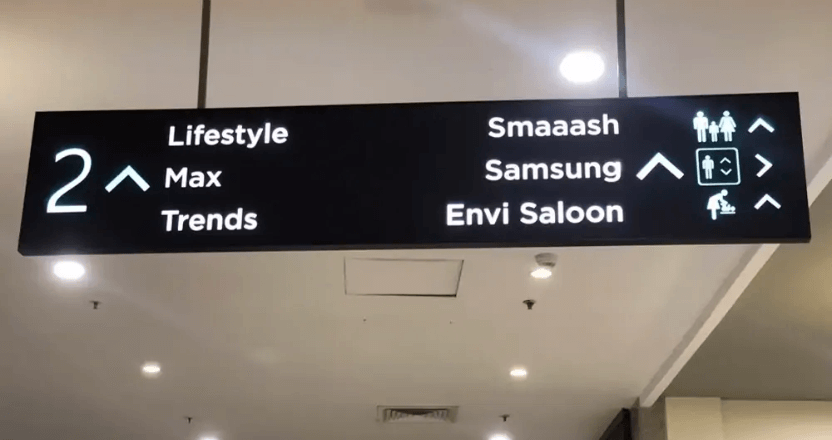 2
Lifestyle
Max
Trends
Smaaash
Samsung
Envi Saloon